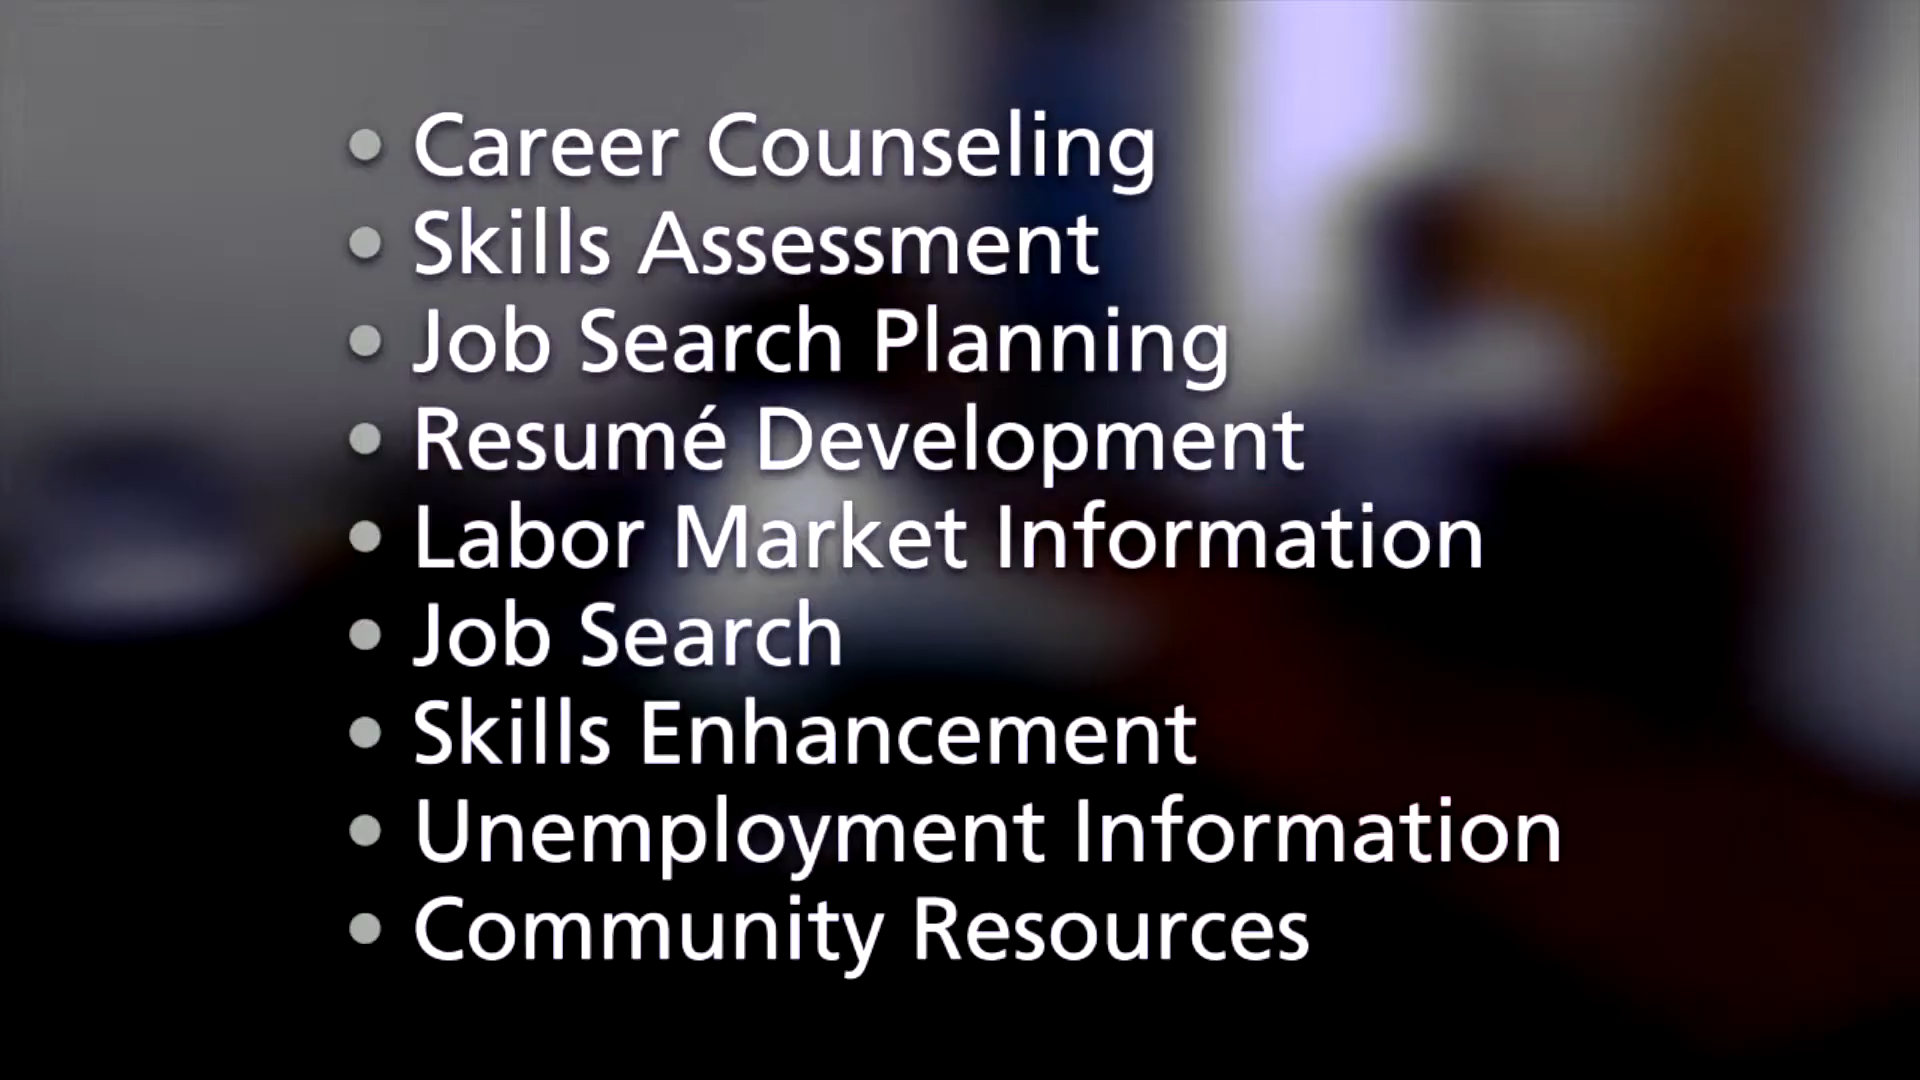 • Career Counseling
• Skills Assessment
• Job Search Planning
• Resumé Development
• Labor Market Information
• Job Search
• Skills Enhancement
• Unemployment Information
• Community Resources